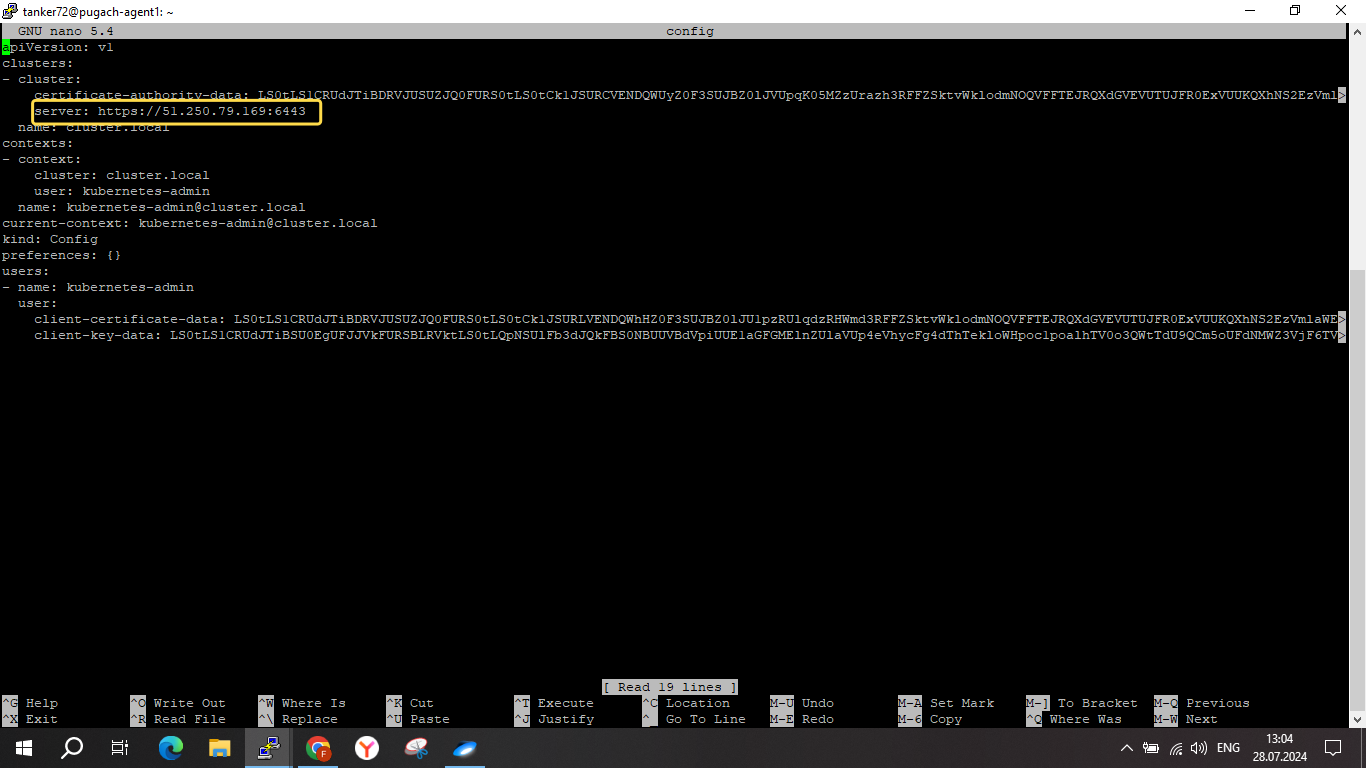 tanker72@pugach-agent1: ~
GNU nano 5.4 config
apiVersion: v1
clusters:
- cluster:
certificate-authority-data:
server: https://51.250.79.169:6443
name: cluster.local
contexts:
- context:
cluster: cluster.local
user: kubernetes-admin
name: kubernetes-admin@cluster.local
current-context: kubernetes-admin@cluster.local
kind: Config
preferences: {}
users:
- name: kubernetes-admin
user:
client-certificate-data:
client-key-data:
[ Read 19 lines ]
^G Help ^O Write Out ^W Where Is ^K Cut ^T Execute ^C Location M-U Undo M-A Set Mark M-] To Bracket M-Q Previous
^X Exit ^R Read File ^\ Replace ^U Paste ^J Justify ^_ Go To Line M-E Redo M-6 Copy ^Q Where Was M-W Next
ENG
13:04
28.07.2024